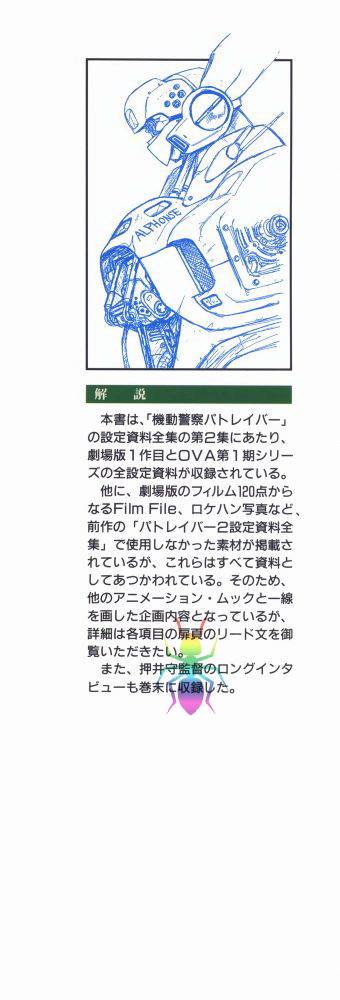 ALPHONSE
解 説
　本書は、「機動警察パトレイバー」
の設定資料全集の第２集にあたり、
劇場版１作目とＯＶＡ第１期シリー
ズの全設定資料が収録されている。
　他に、劇場版のフィルム120点から
なるFilm File、ロケハン写真など、
前作の「パトレイバー２設定資料全
集」で使用しなかった素材が掲載さ
れているが、これらはすべて資料と
してあつかわれている。そのため、
他のアニメーション・ムックと一線
を画した企画内容となっているが、
詳細は各項目の扉頁のリード文を御
覧いただきたい。
　また、押井守監督のロングインタ
ビューも巻末に収録した。